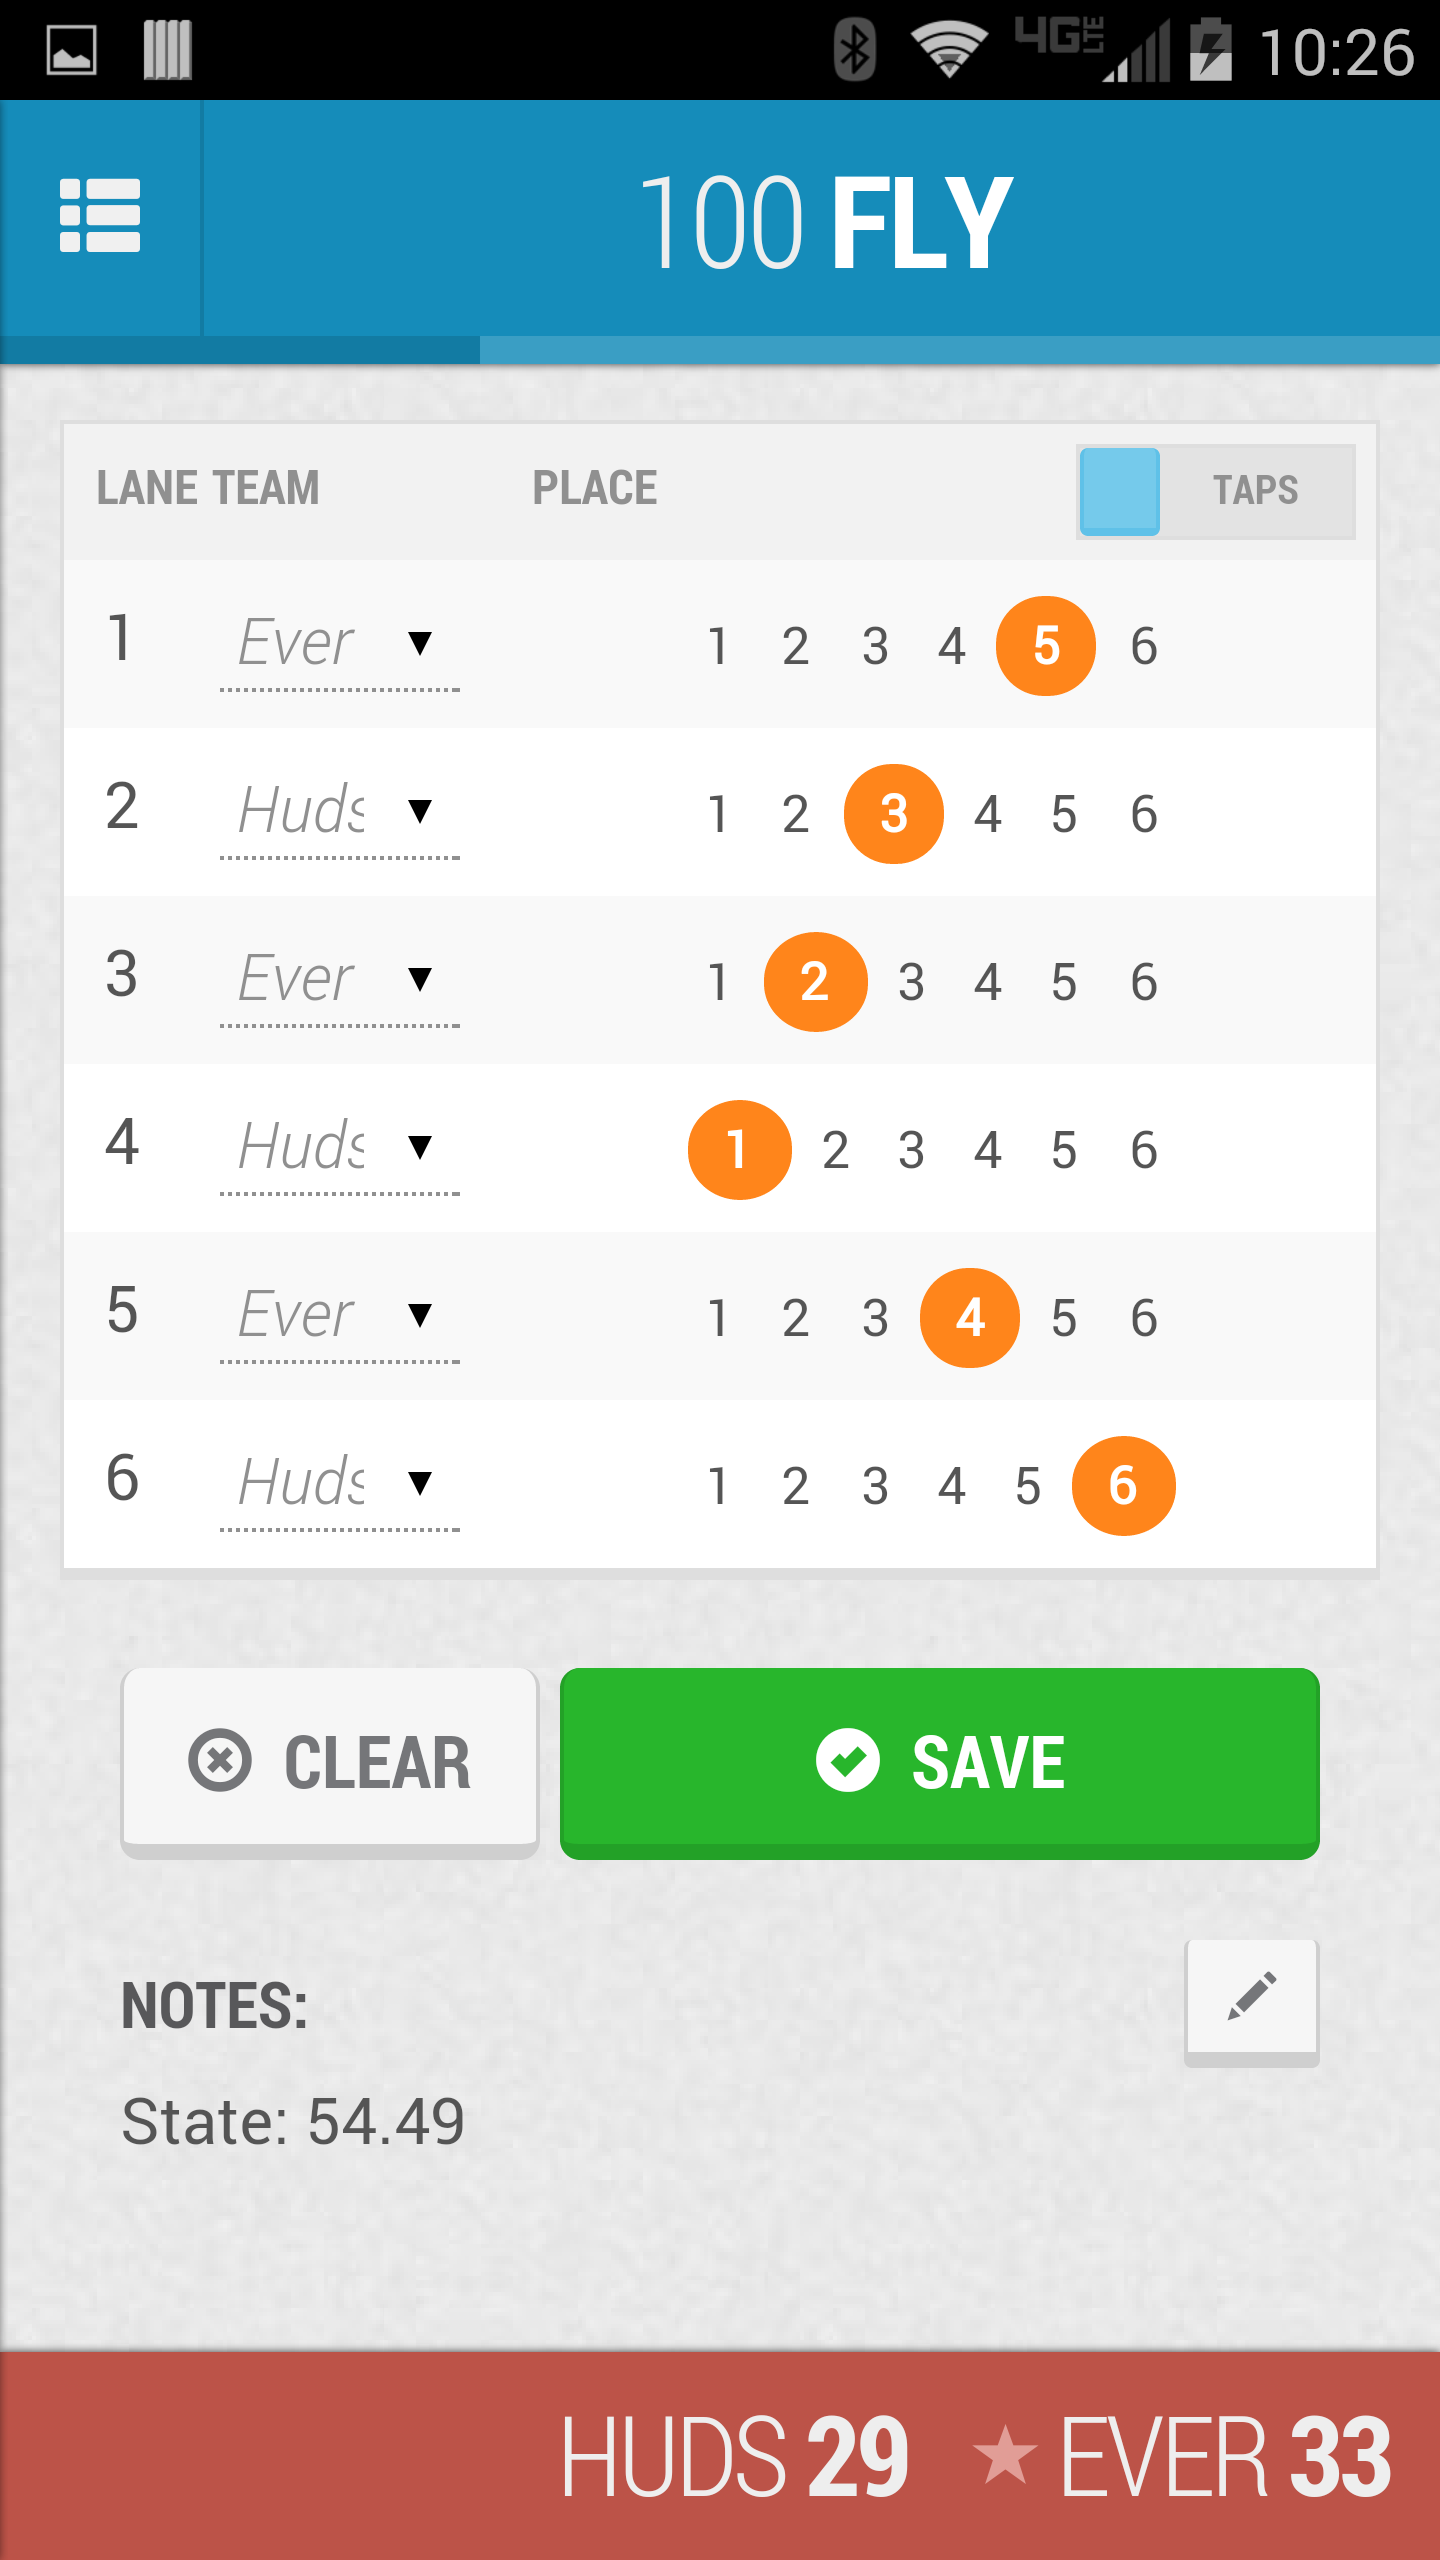 4G LTE 10:26
100 FLY
LANE TEAM PLACE TAPS
1 Ever 1 2 3 4 5 6
2 Huds 1 2 3 4 5 6
3 Ever 1 2 3 4 5 6
4 Huds 1 2 3 4 5 6
5 Ever 1 2 3 4 5 6
6 Huds 1 2 3 4 5 6
CLEAR SAVE
NOTES:
State: 54.49
HUDS 29 EVER 33